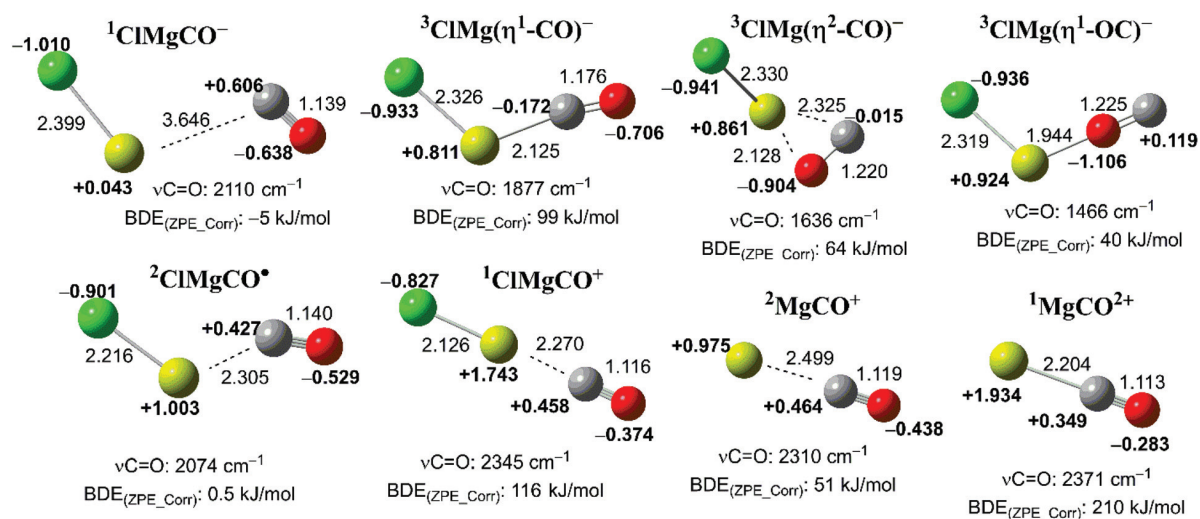 ¹ClMgCO⁻
−1.010
+0.606
1.139
2.399
3.646
−0.638
+0.043
νC=O: 2110 cm⁻¹
BDE(ZPE_Corr): −5 kJ/mol
³ClMg(η¹-CO)⁻
1.176
−0.933
2.326
−0.172
−0.706
+0.811
2.125
νC=O: 1877 cm⁻¹
BDE(ZPE_Corr): 99 kJ/mol
³ClMg(η²-CO)⁻
−0.941
2.330
2.325
−0.015
+0.861
2.128
−0.904
1.220
νC=O: 1636 cm⁻¹
BDE(ZPE_Corr): 64 kJ/mol
³ClMg(η¹-OC)⁻
−0.936
1.225
2.319
1.944
+0.119
−1.106
+0.924
νC=O: 1466 cm⁻¹
BDE(ZPE_Corr): 40 kJ/mol
²ClMgCO•
−0.901
+0.427
1.140
2.216
2.305
−0.529
+1.003
νC=O: 2074 cm⁻¹
BDE(ZPE_Corr): 0.5 kJ/mol
¹ClMgCO⁺
−0.827
2.126
2.270
+1.743
1.116
+0.458
−0.374
νC=O: 2345 cm⁻¹
BDE(ZPE_Corr): 116 kJ/mol
²MgCO⁺
+0.975
2.499
1.119
+0.464
−0.438
νC=O: 2310 cm⁻¹
BDE(ZPE_Corr): 51 kJ/mol
¹MgCO²⁺
2.204
1.113
+1.934
+0.349
−0.283
νC=O: 2371 cm⁻¹
BDE(ZPE_Corr): 210 kJ/mol